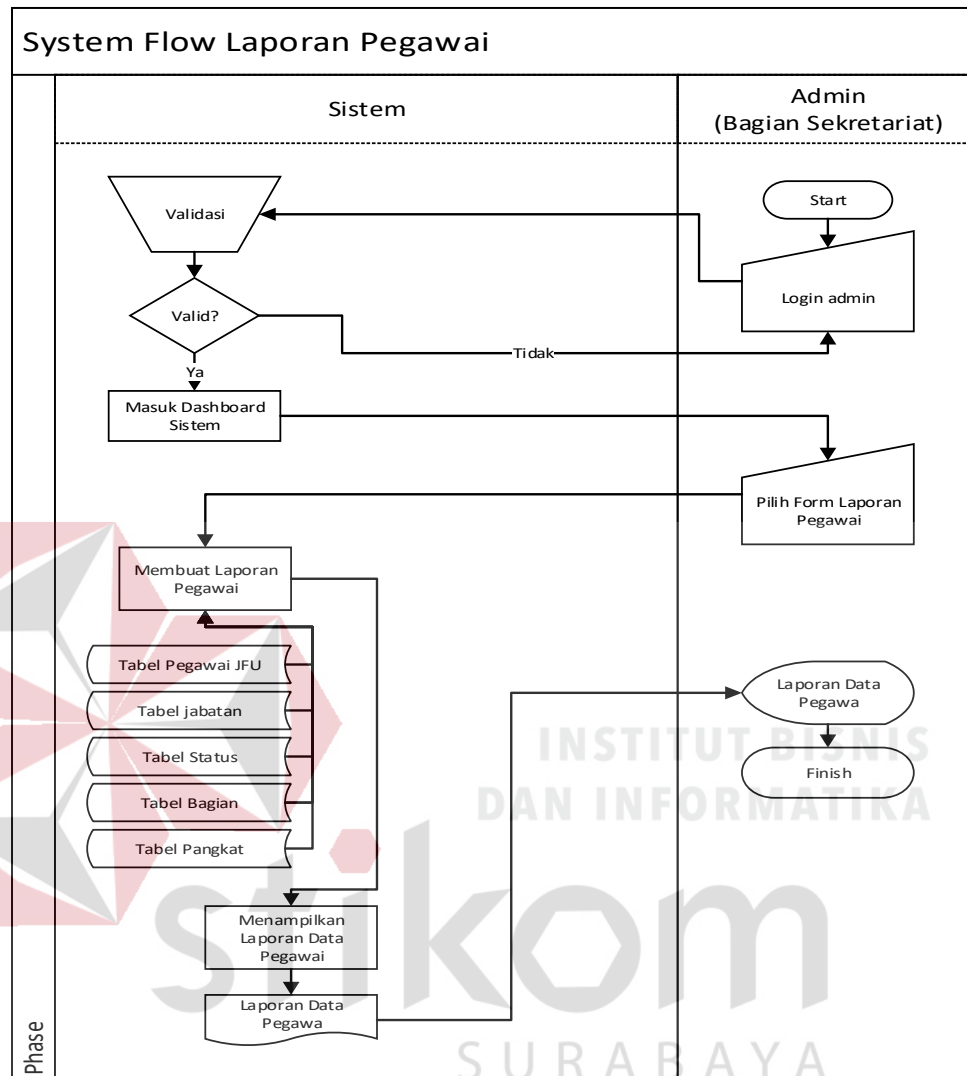 System Flow Laporan Pegawai
Sistem
Admin
(Bagian Sekretariat)
Validasi
Start
Login admin
Valid?
Tidak
Ya
Masuk Dashboard
Sistem
Pilih Form Laporan
Pegawai
Membuat Laporan
Pegawai
Tabel Pegawai JFU
Tabel jabatan
Tabel Status
Tabel Bagian
Tabel Pangkat
Laporan Data
Pegawa
Finish
Menampilkan
Laporan Data
Pegawai
Laporan Data
Pegawa
Phase
INSTITUT BISNIS
DAN INFORMATIKA
stikom
SURABAYA